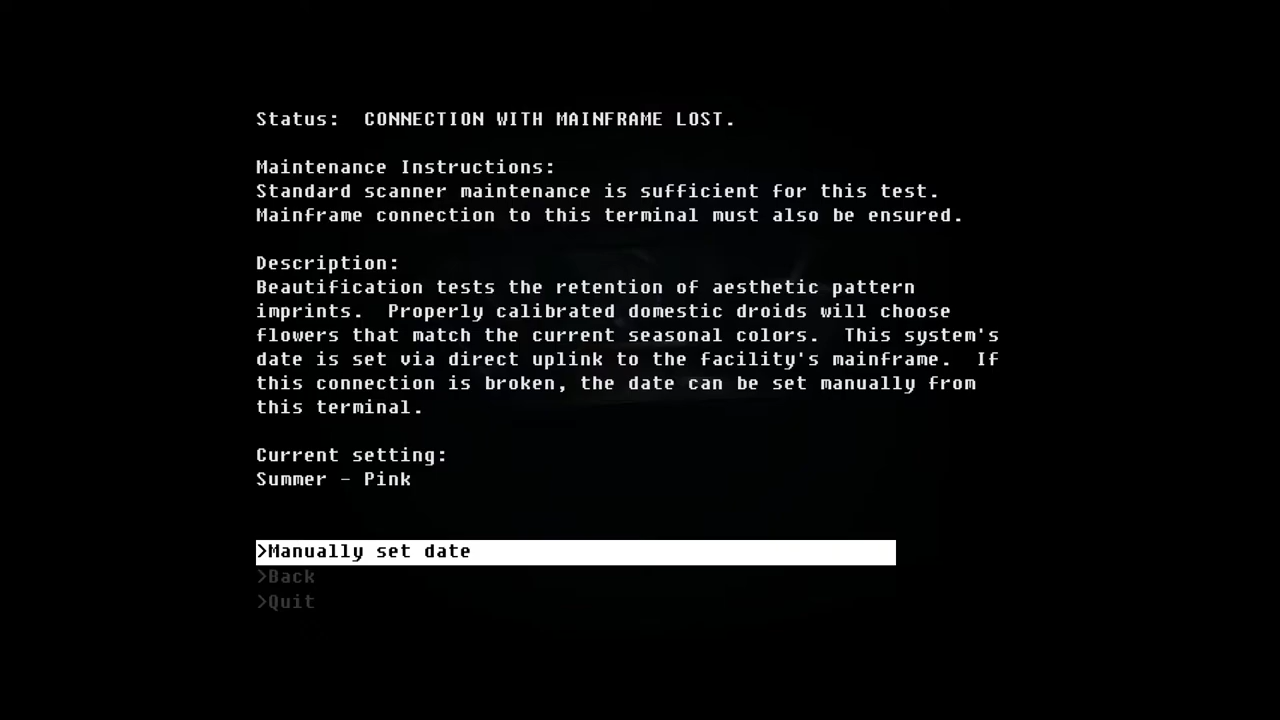 Status:  CONNECTION WITH MAINFRAME LOST.
Maintenance Instructions:
Standard scanner maintenance is sufficient for this test.
Mainframe connection to this terminal must also be ensured.
Description:
Beautification tests the retention of aesthetic pattern
imprints.  Properly calibrated domestic droids will choose
flowers that match the current seasonal colors.  This system's
date is set via direct uplink to the facility's mainframe.  If
this connection is broken, the date can be set manually from
this terminal.
Current setting:
Summer - Pink
>Manually set date
>Back
>Quit